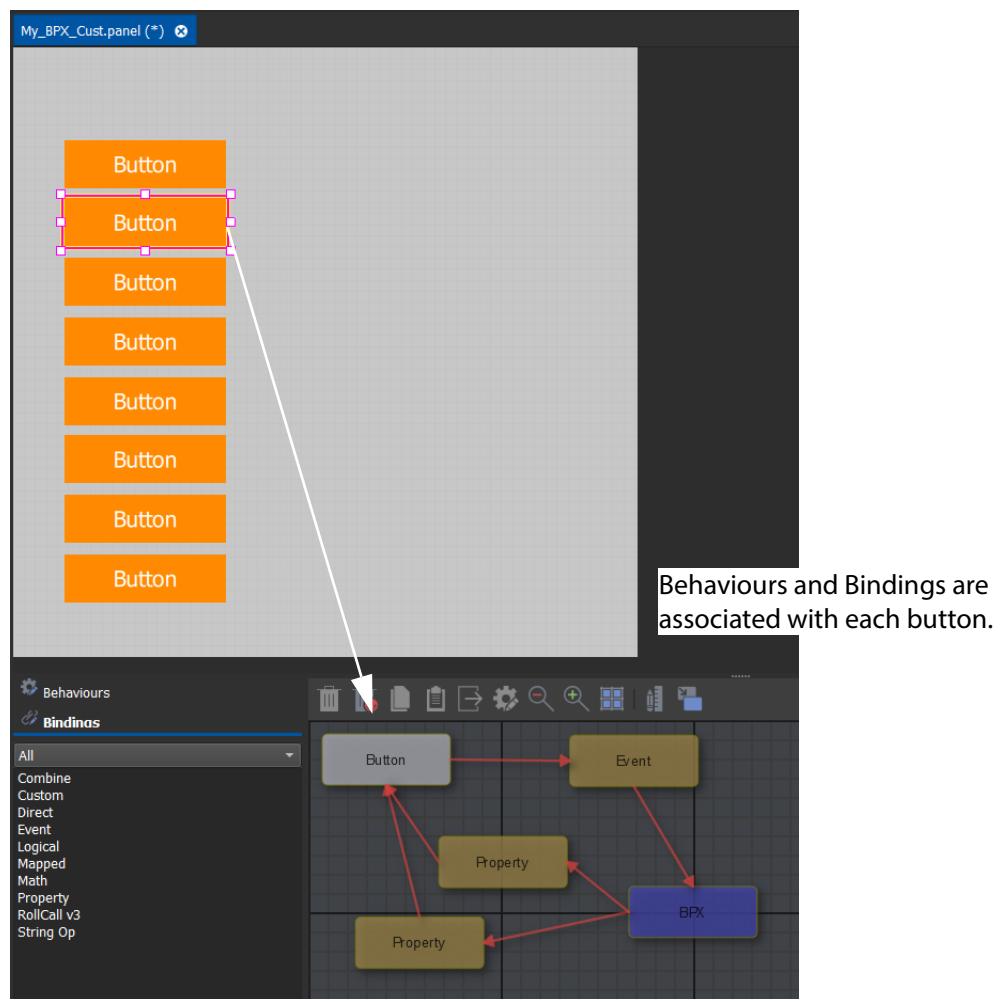 My_BPX_Cust.panel (*)
Button
Button
Button
Button
Button
Button
Button
Button
Behaviours and Bindings are
associated with each button.
Behaviours
Bindings
All
Combine
Custom
Direct
Event
Logical
Mapped
Math
Property
RollCall v3
String Op
Button
Event
Property
BPX
Property